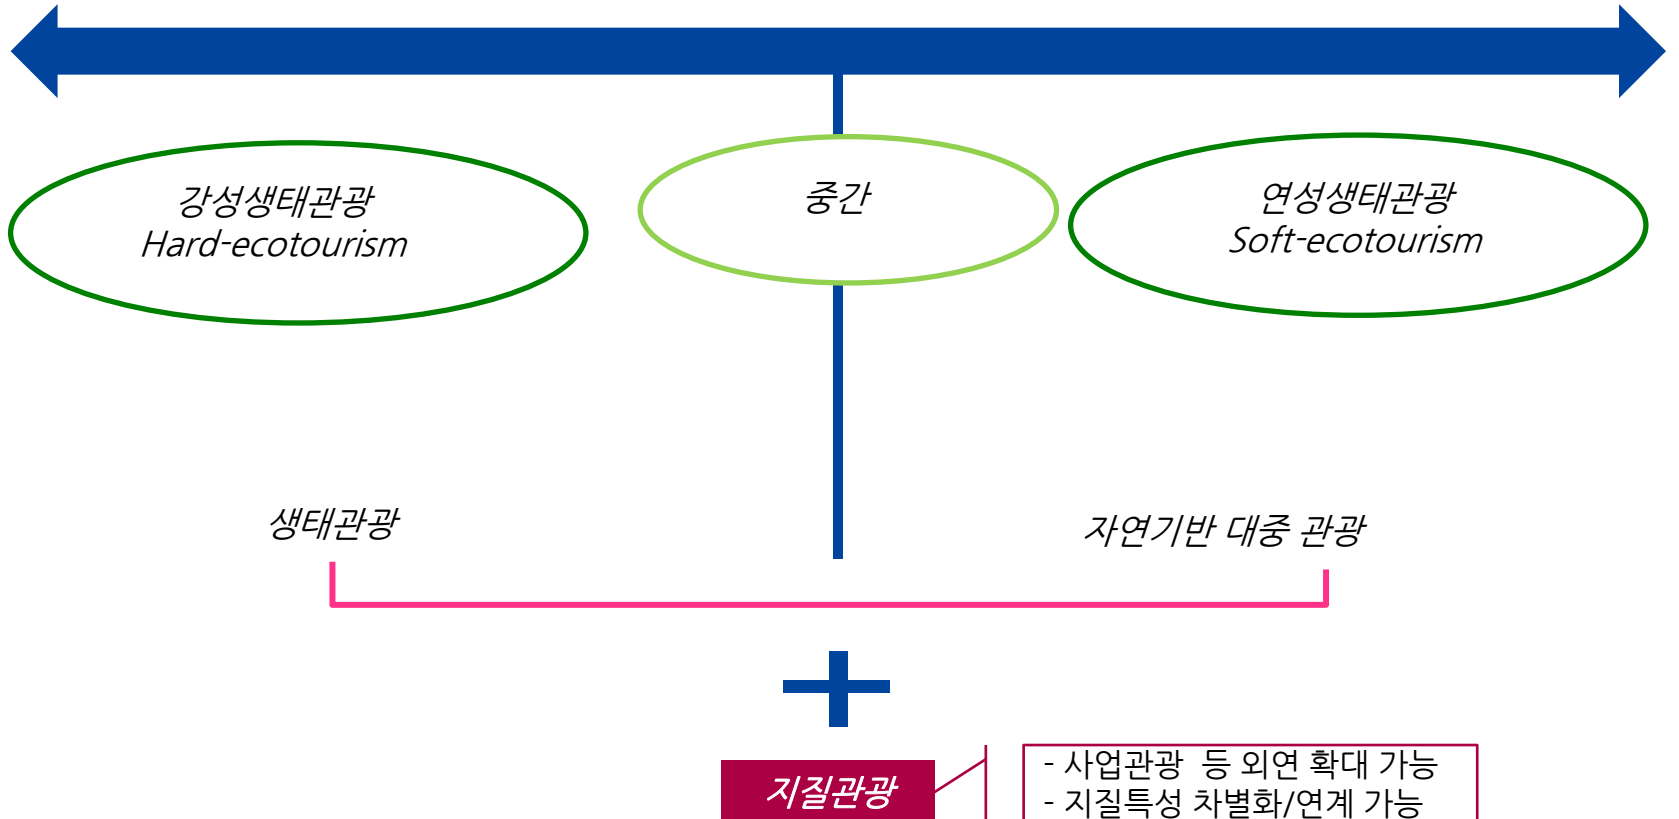 강성생태관광
Hard-ecotourism
중간
연성생태관광
Soft-ecotourism
생태관광
자연기반 대중 관광
지질관광
- 사업관광 등 외연 확대 가능
- 지질특성 차별화/연계 가능